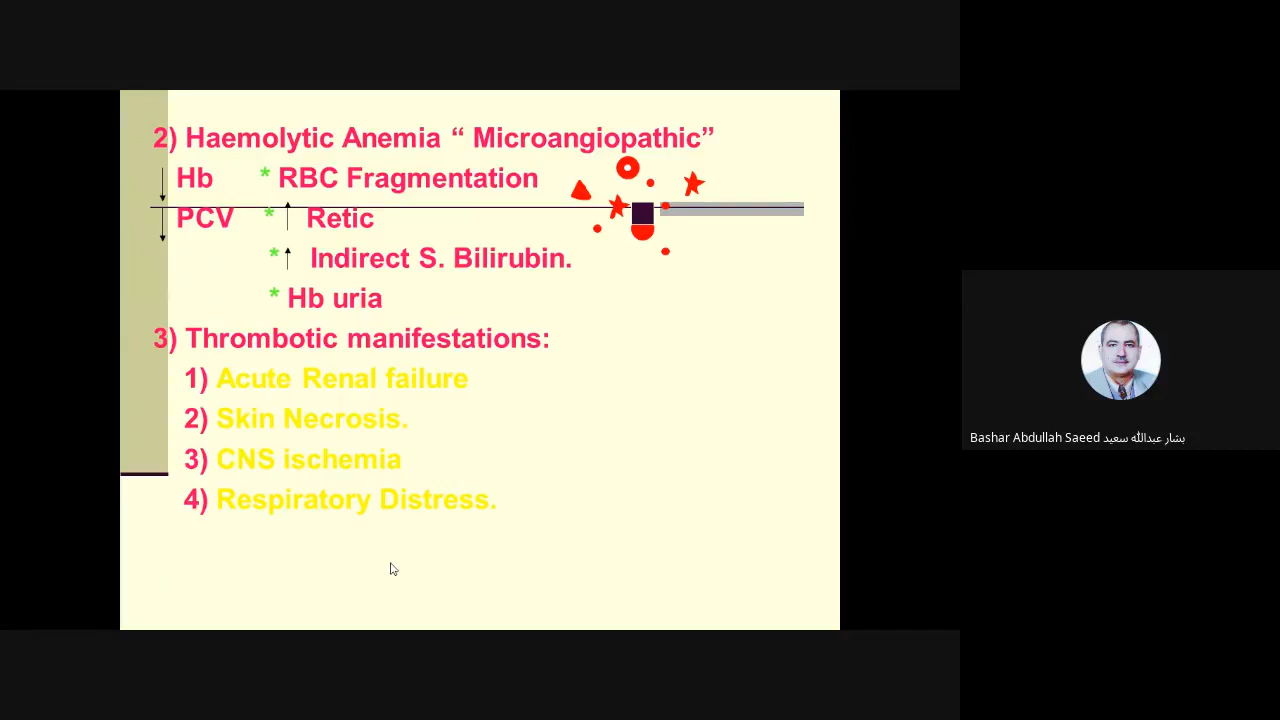 2) Haemolytic Anemia “ Microangiopathic”
↓ Hb * RBC Fragmentation
↓ PCV * ↑ Retic
* ↑ Indirect S. Bilirubin.
* Hb uria
3) Thrombotic manifestations:
1) Acute Renal failure
2) Skin Necrosis.
3) CNS ischemia
4) Respiratory Distress.
Bashar Abdullah Saeed بشار عبدالله سعيد